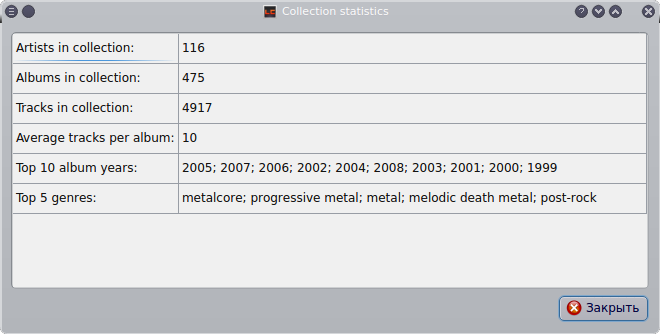 Collection statistics
Artists in collection: 116
Albums in collection: 475
Tracks in collection: 4917
Average tracks per album: 10
Top 10 album years: 2005; 2007; 2006; 2002; 2004; 2008; 2003; 2001; 2000; 1999
Top 5 genres: metalcore; progressive metal; metal; melodic death metal; post-rock
Закрыть